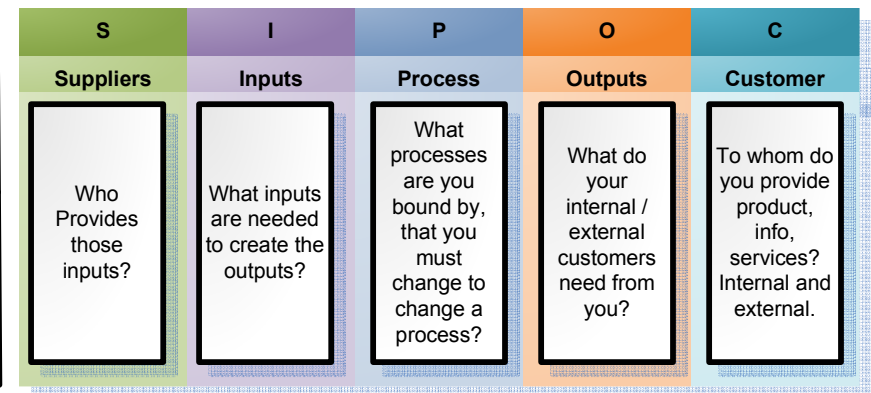 S I P O C
Suppliers Inputs Process Outputs Customer
Who
Provides
those
inputs?
What inputs
are needed
to create the
outputs?
What
processes
are you
bound by,
that you
must
change to
change a
process?
What do
your
internal /
external
customers
need from
you?
To whom do
you provide
product,
info,
services?
Internal and
external.